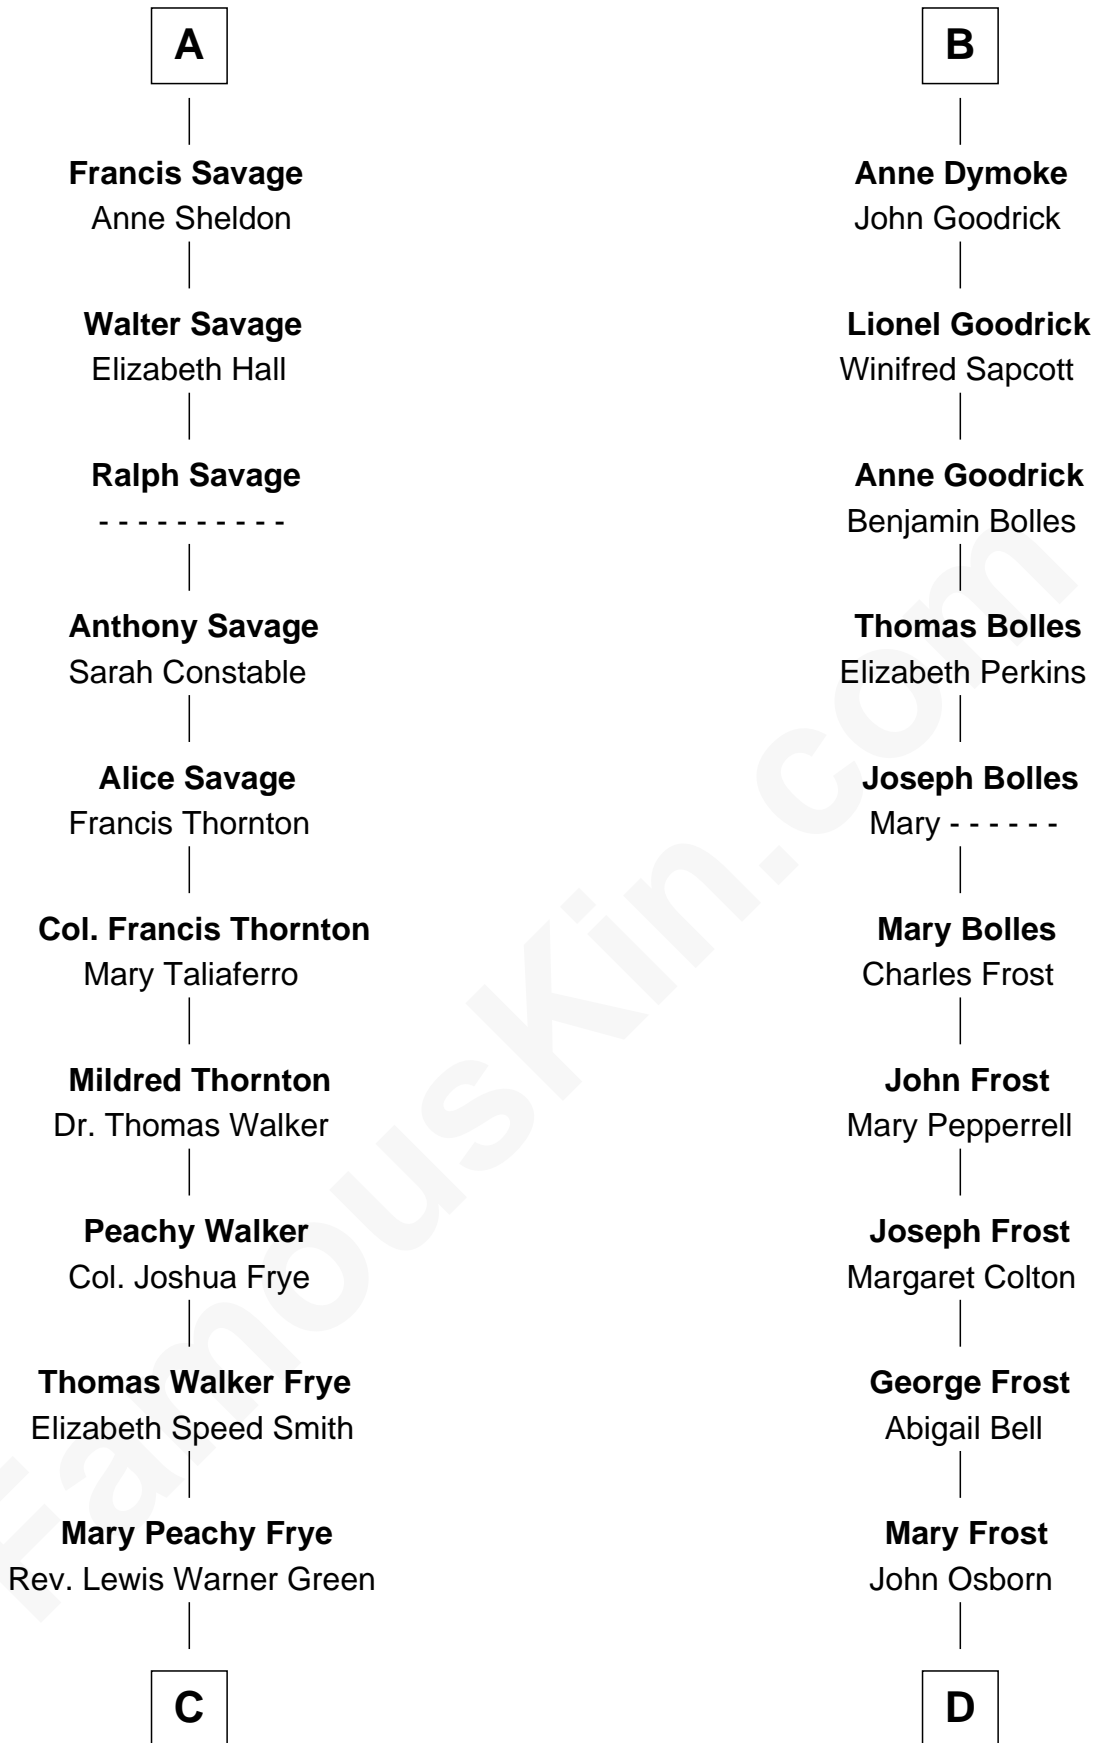 A
Francis Savage
Anne Sheldon
Walter Savage
Elizabeth Hall
Ralph Savage
- - - - - - - - - -
Anthony Savage
Sarah Constable
Alice Savage
Francis Thornton
Col. Francis Thornton
Mary Taliaferro
Mildred Thornton
Dr. Thomas Walker
Peachy Walker
Col. Joshua Frye
Thomas Walker Frye
Elizabeth Speed Smith
Mary Peachy Frye
Rev. Lewis Warner Green
C
B
Anne Dymoke
John Goodrick
Lionel Goodrick
Winifred Sapcott
Anne Goodrick
Benjamin Bolles
Thomas Bolles
Elizabeth Perkins
Joseph Bolles
Mary - - - - - -
Mary Bolles
Charles Frost
John Frost
Mary Pepperrell
Joseph Frost
Margaret Colton
George Frost
Abigail Bell
Mary Frost
John Osborn
D
FamousKin.com